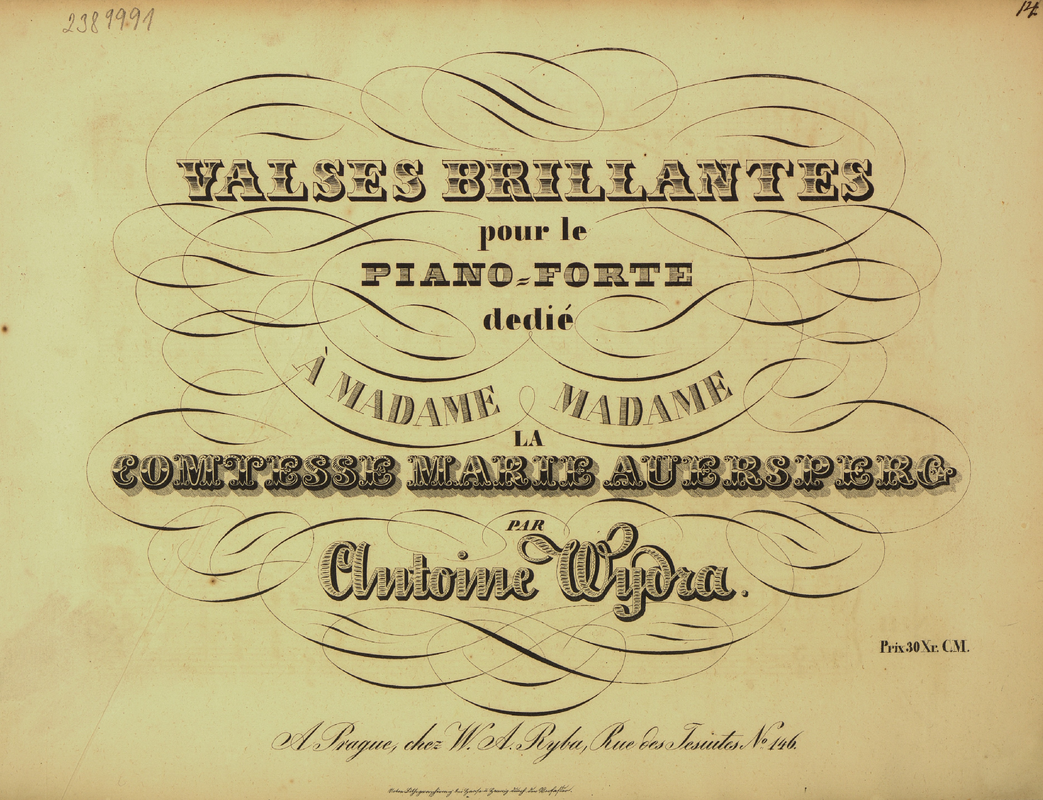 2389991
14
VALSES BRILLANTES
pour le
PIANO=FORTE
dedié
À MADAME MADAME
LA
COMTESSE MARIE AUERSPERG
PAR
Antoine Wydra.
Prix 30 Xr. C.M.
A Prague, chez W. A. Ryba, Rue des Jesuites No 146.